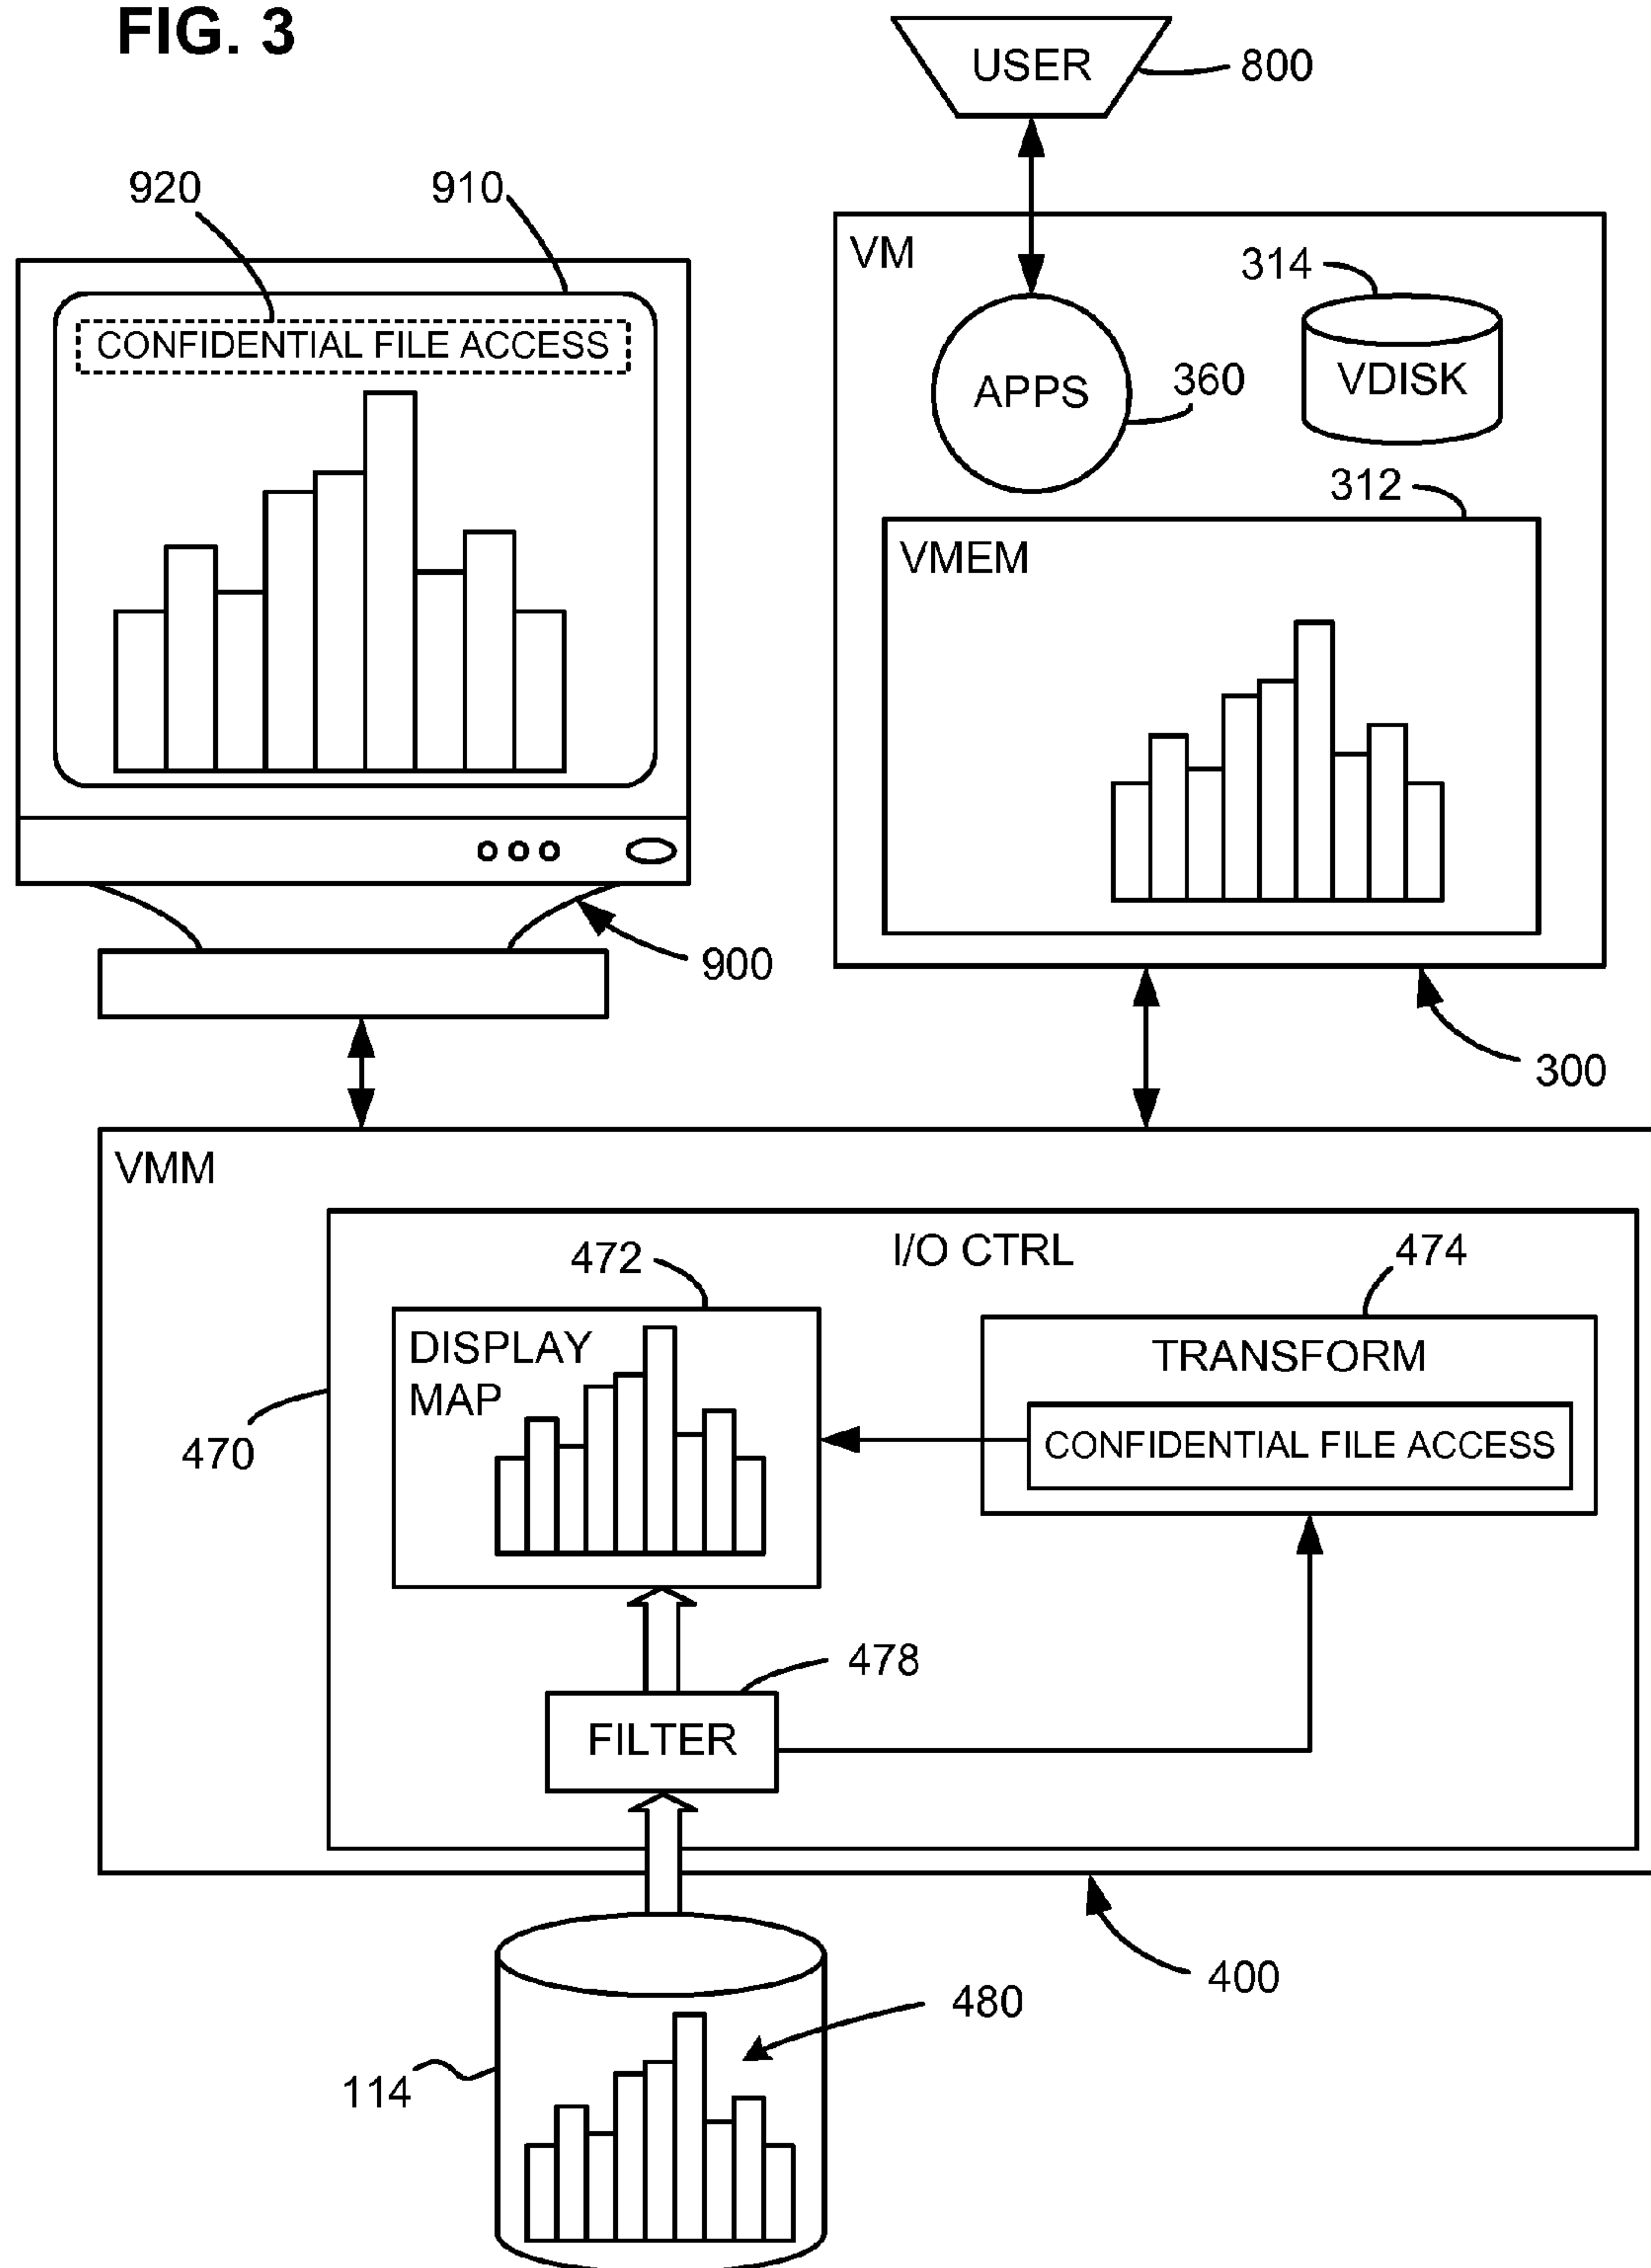 FIG. 3
USER
800
920
910
CONFIDENTIAL FILE ACCESS
900
VM
314
VDISK
APPS
360
312
VMEM
300
VMM
I/O CTRL
472
474
DISPLAY
MAP
TRANSFORM
CONFIDENTIAL FILE ACCESS
470
478
FILTER
400
480
114